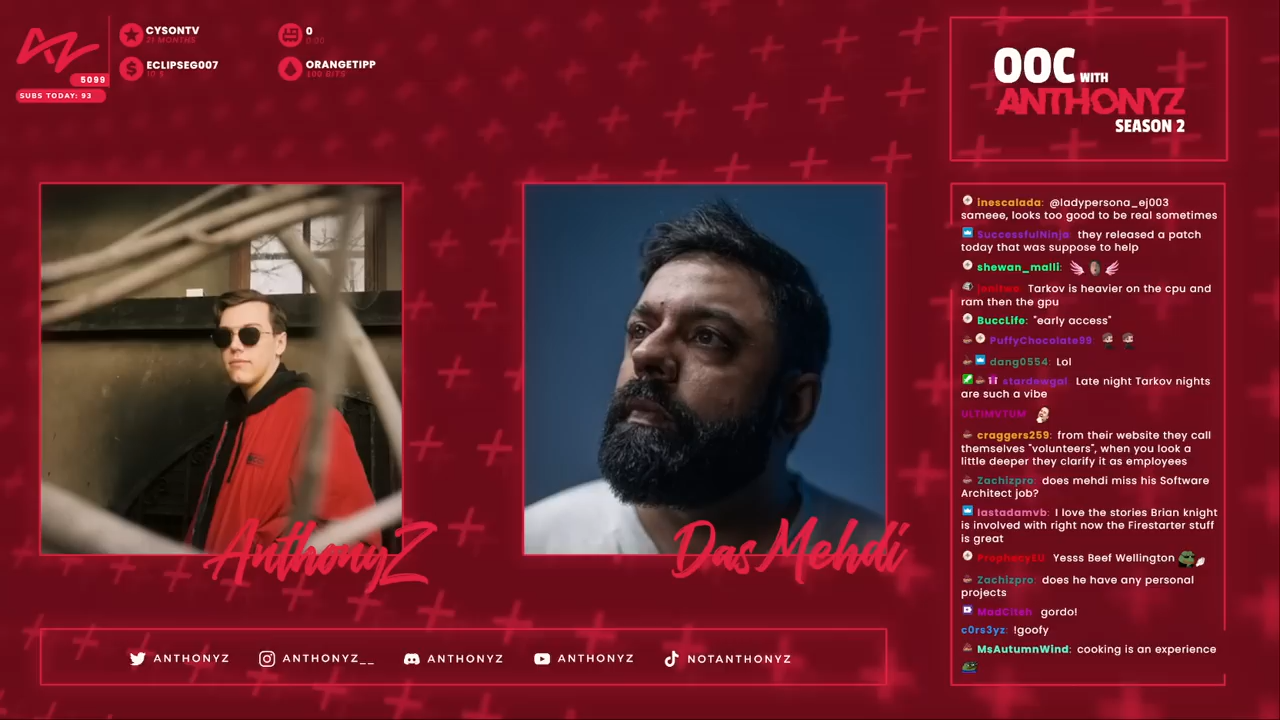 AZ
5099
SUBS TODAY: 93
CYSONTV
21 MONTHS
ECLIPSEG007
10 $
0
0:00
ORANGETIPP
100 BITS
OOC WITH
ANTHONYZ
SEASON 2
AnthonyZ
DasMehdi
inescalada: @ladypersona_ej003
sameee, looks too good to be real sometimes
SuccessfulNinja: they released a patch
today that was suppose to help
shewan_malli:
Tarkov is heavier on the cpu and
ram then the gpu
BuccLife: "early access"
PuffyChocolate99:
dang0554: Lol
stardewgal: Late night Tarkov nights
are such a vibe
ULTIMVTUM:
craggers259: from their website they call
themselves "volunteers", when you look a
little deeper they clarify it as employees
Zachizpro: does mehdi miss his Software
Architect job?
lastadamvb: I love the stories Brian knight
is involved with right now the Firestarter stuff
is great
ProphecyEU: Yesss Beef Wellington
Zachizpro: does he have any personal
projects
MadCiteh: gordo!
c0rs3yz: !goofy
MsAutumnWind: cooking is an experience
ANTHONYZ
ANTHONYZ__
ANTHONYZ
ANTHONYZ
NOTANTHONYZ